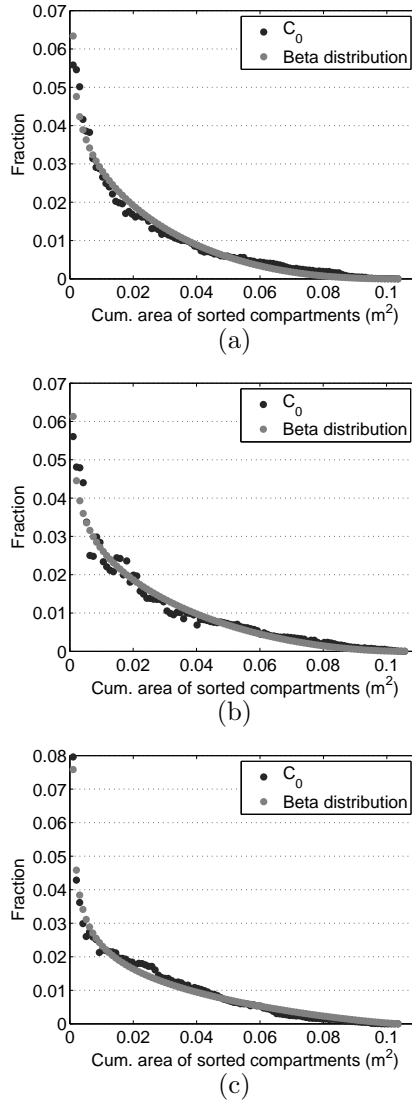 0.07
0.06
0.05
0.04
0.03
0.02
0.01
0
Fraction
C0
Beta distribution
0 0.02 0.04 0.06 0.08 0.1
Cum. area of sorted compartments (m2)
(a)
0.07
0.06
0.05
0.04
0.03
0.02
0.01
0
Fraction
C0
Beta distribution
0 0.02 0.04 0.06 0.08 0.1
Cum. area of sorted compartments (m2)
(b)
0.08
0.07
0.06
0.05
0.04
0.03
0.02
0.01
0
Fraction
C0
Beta distribution
0 0.02 0.04 0.06 0.08 0.1
Cum. area of sorted compartments (m2)
(c)